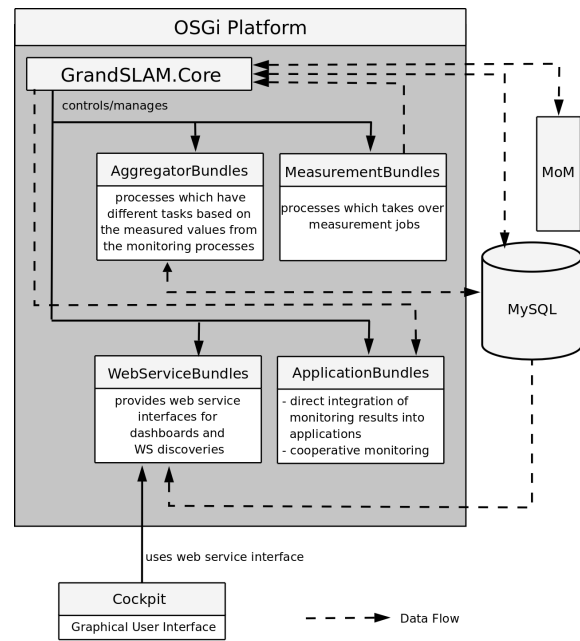 OSGi Platform
GrandSLAM.Core
controls/manages
AggregatorBundles
processes which have
different tasks based on
the measured values from
the monitoring processes
MeasurementBundles
processes which takes over
measurement jobs
MoM
MySQL
WebServiceBundles
provides web service
interfaces for
dashboards and
WS discoveries
ApplicationBundles
- direct integration of
monitoring results into
applications
- cooperative monitoring
uses web service interface
Cockpit
Graphical User Interface
Data Flow